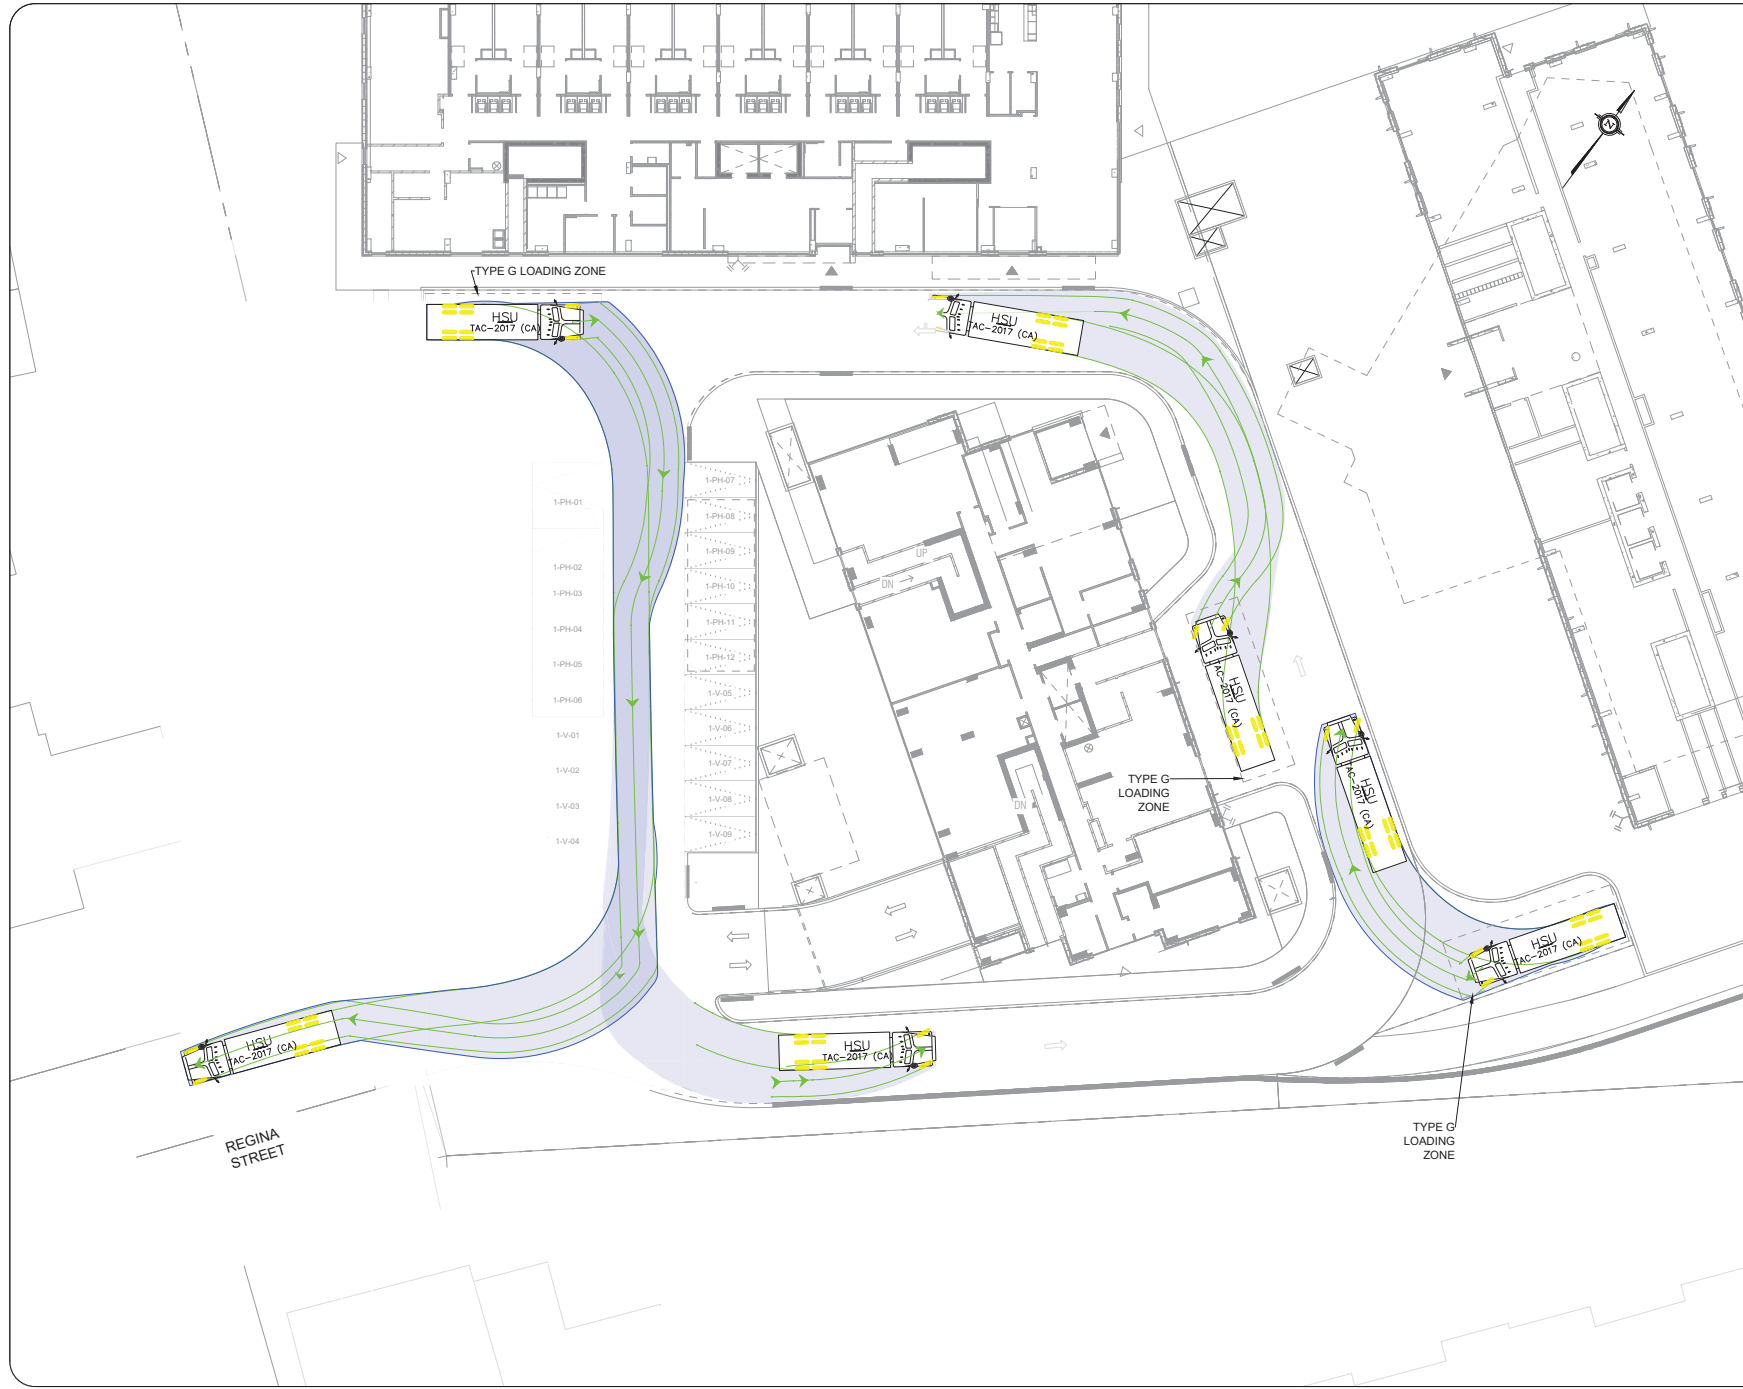 N
TYPE G LOADING ZONE
HSU
TAC-2017 (CA)
HSU
TAC-2017 (CA)
1-PH-01
1-PH-02
1-PH-03
1-PH-04
1-PH-05
1-PH-06
1-V-01
1-V-02
1-V-03
1-V-04
1-PH-07
1-PH-08
1-PH-09
1-PH-10
1-PH-11
1-PH-12
1-V-05
1-V-06
1-V-07
1-V-08
1-V-09
UP
DN
DN
HSU
TAC-2017 (CA)
TYPE G
LOADING
ZONE
HSU
TAC-2017 (CA)
HSU
TAC-2017 (CA)
HSU
TAC-2017 (CA)
HSU
TAC-2017 (CA)
REGINA
STREET
TYPE G
LOADING
ZONE